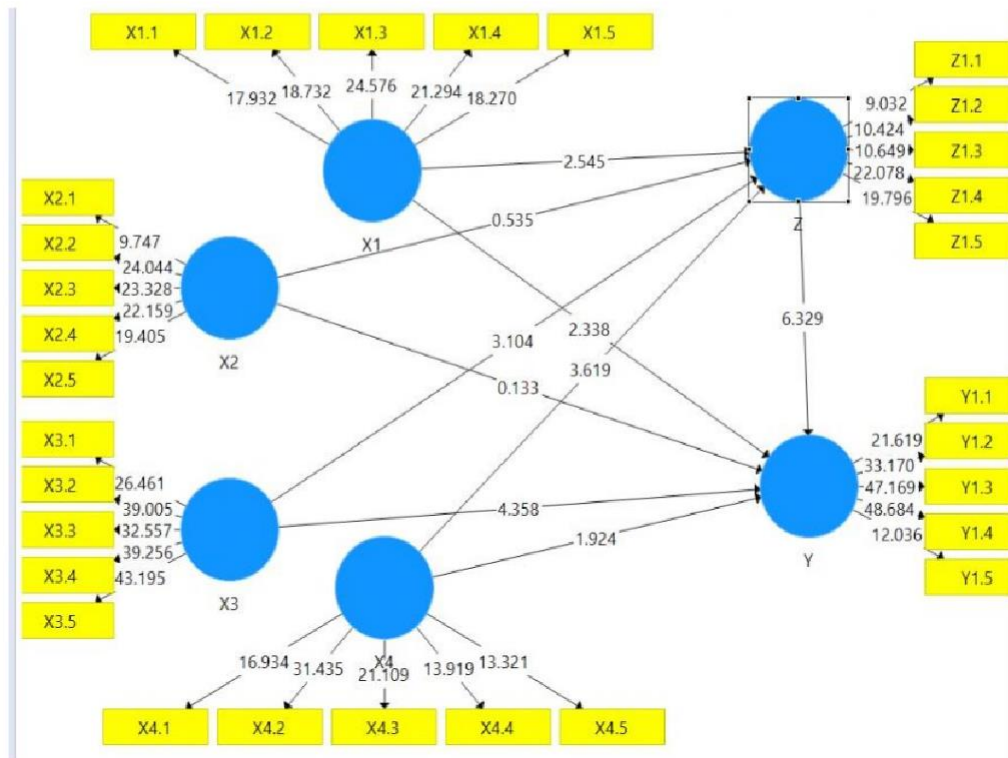 X1.1 X1.2 X1.3 X1.4 X1.5
17.932 18.732 24.576 21.294 18.270
X1
X2.1
X2.2
X2.3
X2.4
X2.5
9.747
24.044
23.328
22.159
19.405
X2
X3.1
X3.2
X3.3
X3.4
X3.5
26.461
39.005
32.557
39.256
43.195
X3
X4
16.934 31.435 21.109 13.919 13.321
X4.1 X4.2 X4.3 X4.4 X4.5
2.545
0.535
3.104
3.619
2.338
0.133
4.358
1.924
6.329
Z
9.032
10.424
10.649
22.078
19.796
Z1.1
Z1.2
Z1.3
Z1.4
Z1.5
Y
21.619
33.170
47.169
48.684
12.036
Y1.1
Y1.2
Y1.3
Y1.4
Y1.5